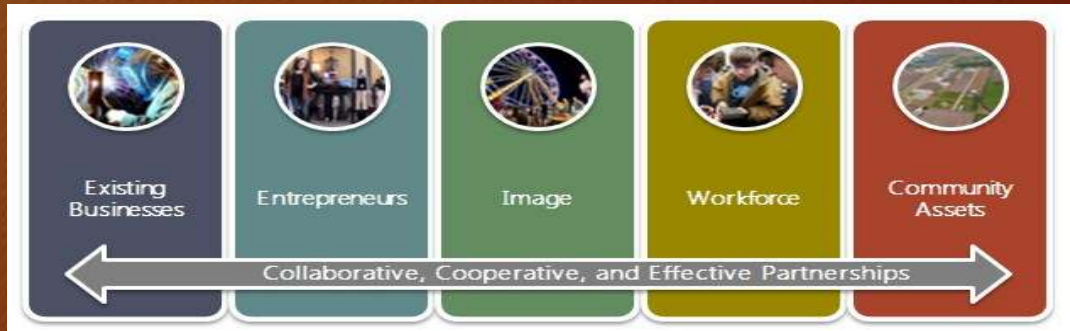 Existing
Businesses
Entrepreneurs
Image
Workforce
Community
Assets
Collaborative, Cooperative, and Effective Partnerships